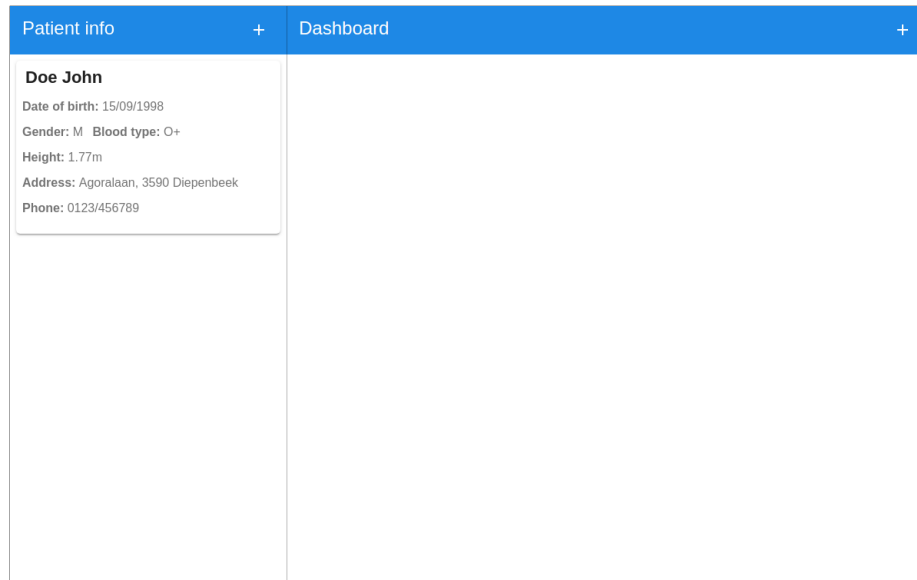 Patient info +
Dashboard +
Doe John
Date of birth: 15/09/1998
Gender: M Blood type: O+
Height: 1.77m
Address: Agoralaan, 3590 Diepenbeek
Phone: 0123/456789